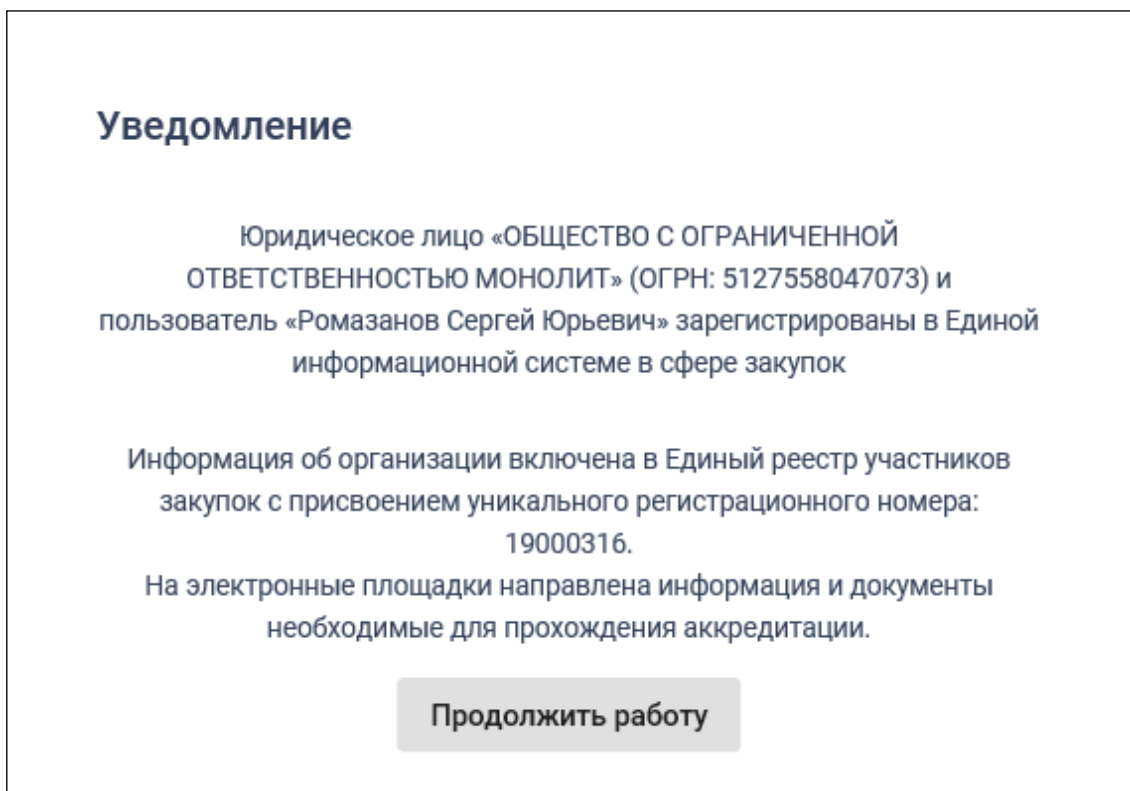 Уведомление
Юридическое лицо «ОБЩЕСТВО С ОГРАНИЧЕННОЙ
ОТВЕТСТВЕННОСТЬЮ МОНОЛИТ» (ОГРН: 5127558047073) и
пользователь «Ромазанов Сергей Юрьевич» зарегистрированы в Единой
информационной системе в сфере закупок
Информация об организации включена в Единый реестр участников
закупок с присвоением уникального регистрационного номера:
19000316.
На электронные площадки направлена информация и документы
необходимые для прохождения аккредитации.
Продолжить работу